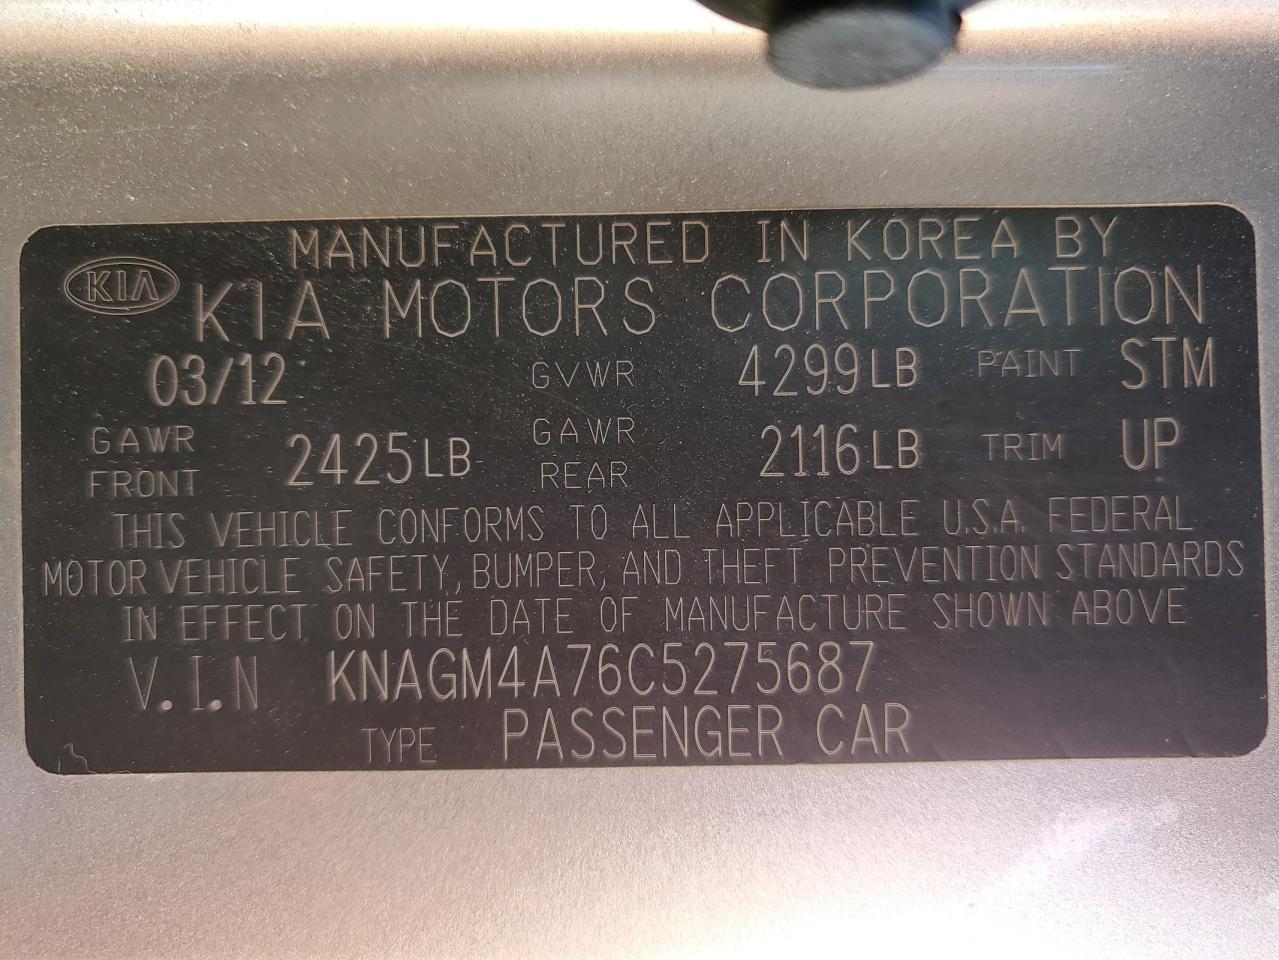 MANUFACTURED IN KOREA BY
KIA KIA MOTORS CORPORATION
03/12 GVWR 4299LB PAINT STM
GAWR FRONT 2425LB GAWR REAR 2116LB TRIM UP
THIS VEHICLE CONFORMS TO ALL APPLICABLE U.S.A. FEDERAL
MOTOR VEHICLE SAFETY, BUMPER, AND THEFT PREVENTION STANDARDS
IN EFFECT ON THE DATE OF MANUFACTURE SHOWN ABOVE
V.I.N KNAGM4A76C5275687
TYPE PASSENGER CAR